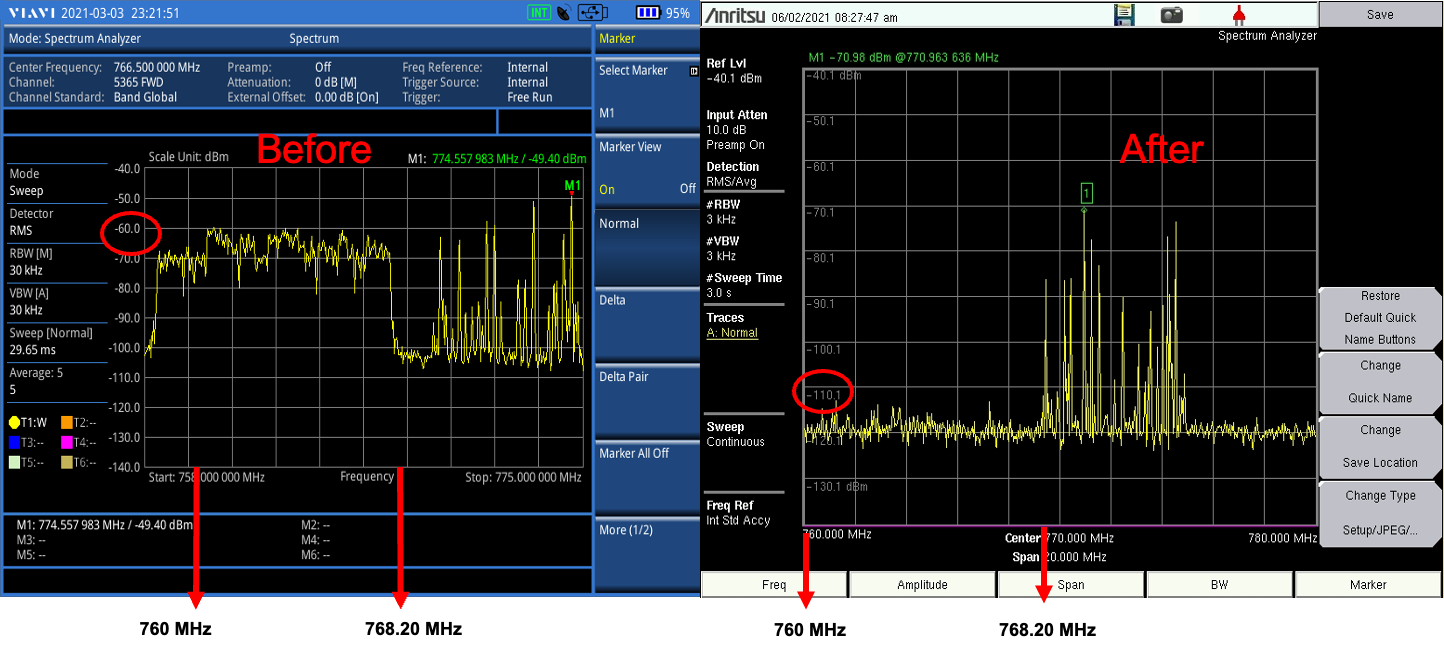 VIAVI 2021-03-03 23:21:51 INT 95%
Mode: Spectrum Analyzer Spectrum
Center Frequency: 766.500 000 MHz Preamp: Off Freq Reference: Internal
Channel: 5365 FWD Attenuation: 0 dB [M] Trigger Source: Internal
Channel Standard: Band Global External Offset: 0.00 dB [On] Trigger: Free Run
Before
Scale Unit: dBm M1: 774.557 983 MHz / -49.40 dBm
M1
Mode
Sweep
Detector
RMS
RBW [M]
30 kHz
VBW [A]
30 kHz
Sweep [Normal]
29.65 ms
Average: 5
5
T1:W T2:--
T3:-- T4:--
T5:-- T6:--
-40.0
-50.0
-60.0
-70.0
-80.0
-90.0
-100.0
-110.0
-120.0
-130.0
-140.0
Start: 758.000 000 MHz Frequency Stop: 775.000 000 MHz
M1: 774.557 983 MHz / -49.40 dBm M2: --
M3: -- M4: --
M5: -- M6: --
Marker
Select Marker
M1
Marker View
On Off
Normal
Delta
Delta Pair
Marker All Off
More (1/2)
760 MHz 768.20 MHz
Anritsu 06/02/2021 08:27:47 am
Save
Spectrum Analyzer
M1 -70.98 dBm @770.963 636 MHz
Ref Lvl
-40.1 dBm
Input Atten
10.0 dB
Preamp On
Detection
RMS/Avg
#RBW
3 kHz
#VBW
3 kHz
#Sweep Time
3.0 s
Traces
A: Normal
Sweep
Continuous
Freq Ref
Int Std Accy
After
1
-40.1 dBm
-50.1
-60.1
-70.1
-80.1
-90.1
-100.1
-110.1
-130.1 dBm
760.000 MHz Center 770.000 MHz 780.000 MHz
Span 20.000 MHz
Restore
Default Quick
Name Buttons
Change
Quick Name
Change
Save Location
Change Type
Setup/JPEG/...
Freq Amplitude Span BW Marker
760 MHz 768.20 MHz